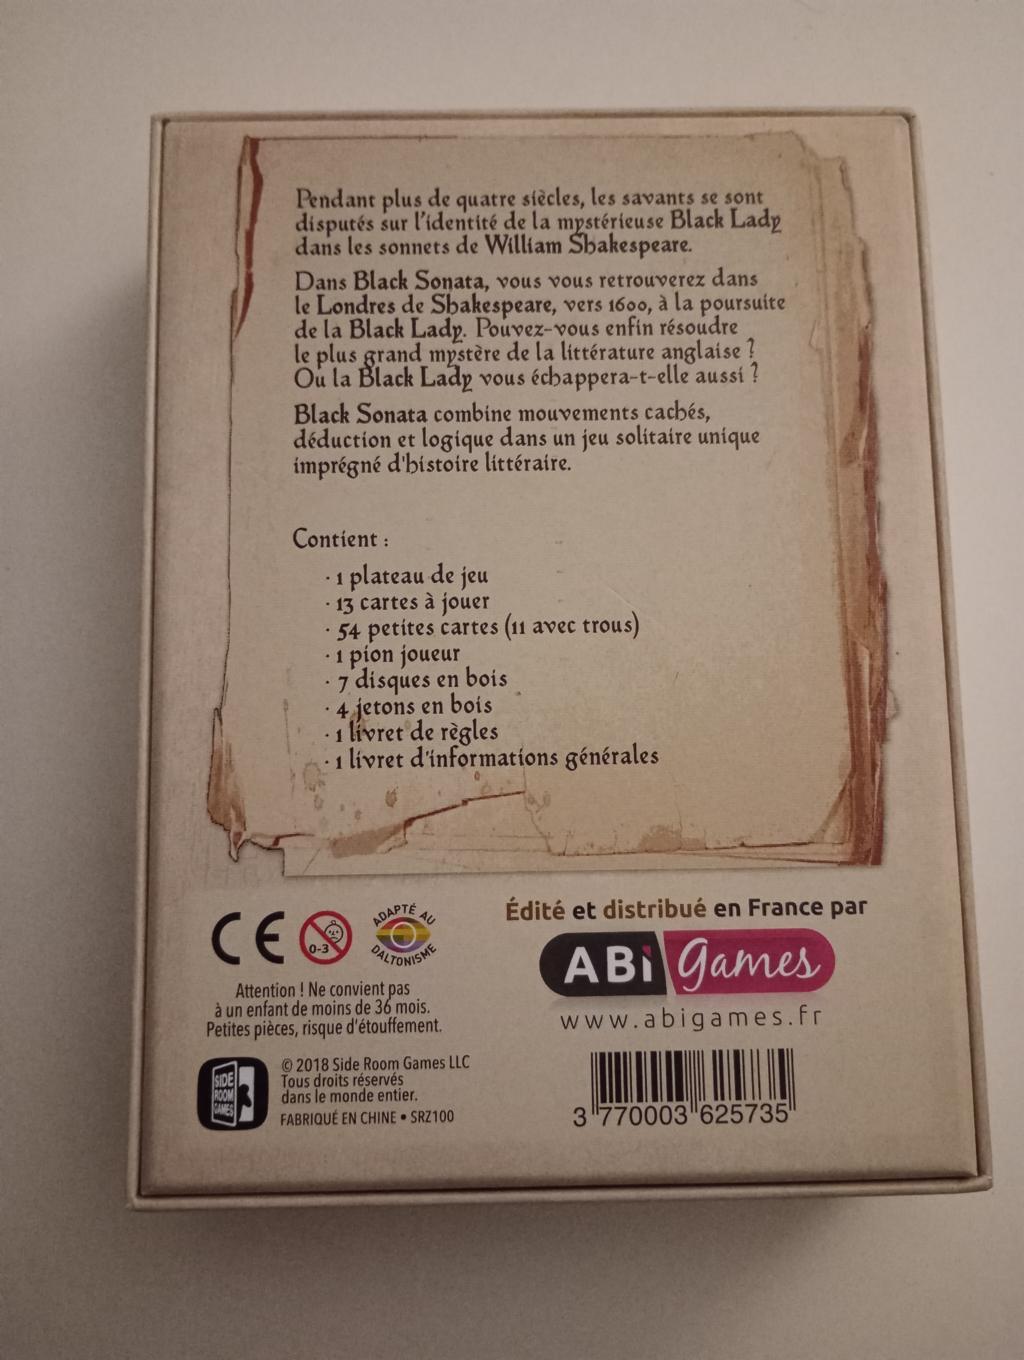 Pendant plus de quatre siècles, les savants se sont
disputés sur l'identité de la mystérieuse Black Lady
dans les sonnets de William Shakespeare.
Dans Black Sonata, vous vous retrouverez dans
le Londres de Shakespeare, vers 1600, à la poursuite
de la Black Lady. Pouvez-vous enfin résoudre
le plus grand mystère de la littérature anglaise ?
Ou la Black Lady vous échappera-t-elle aussi ?
Black Sonata combine mouvements cachés,
déduction et logique dans un jeu solitaire unique
imprégné d'histoire littéraire.
Contient :
· 1 plateau de jeu
· 13 cartes à jouer
· 54 petites cartes (11 avec trous)
· 1 pion joueur
· 7 disques en bois
· 4 jetons en bois
· 1 livret de règles
· 1 livret d'informations générales
CE
0-3
ADAPTÉ AU
DALTONISME
Attention ! Ne convient pas
à un enfant de moins de 36 mois.
Petites pièces, risque d'étouffement.
SIDE
ROOM
GAMES
© 2018 Side Room Games LLC
Tous droits réservés
dans le monde entier.
FABRIQUÉ EN CHINE • SRZ100
Édité et distribué en France par
ABi Games
www.abigames.fr
3 770003 625735